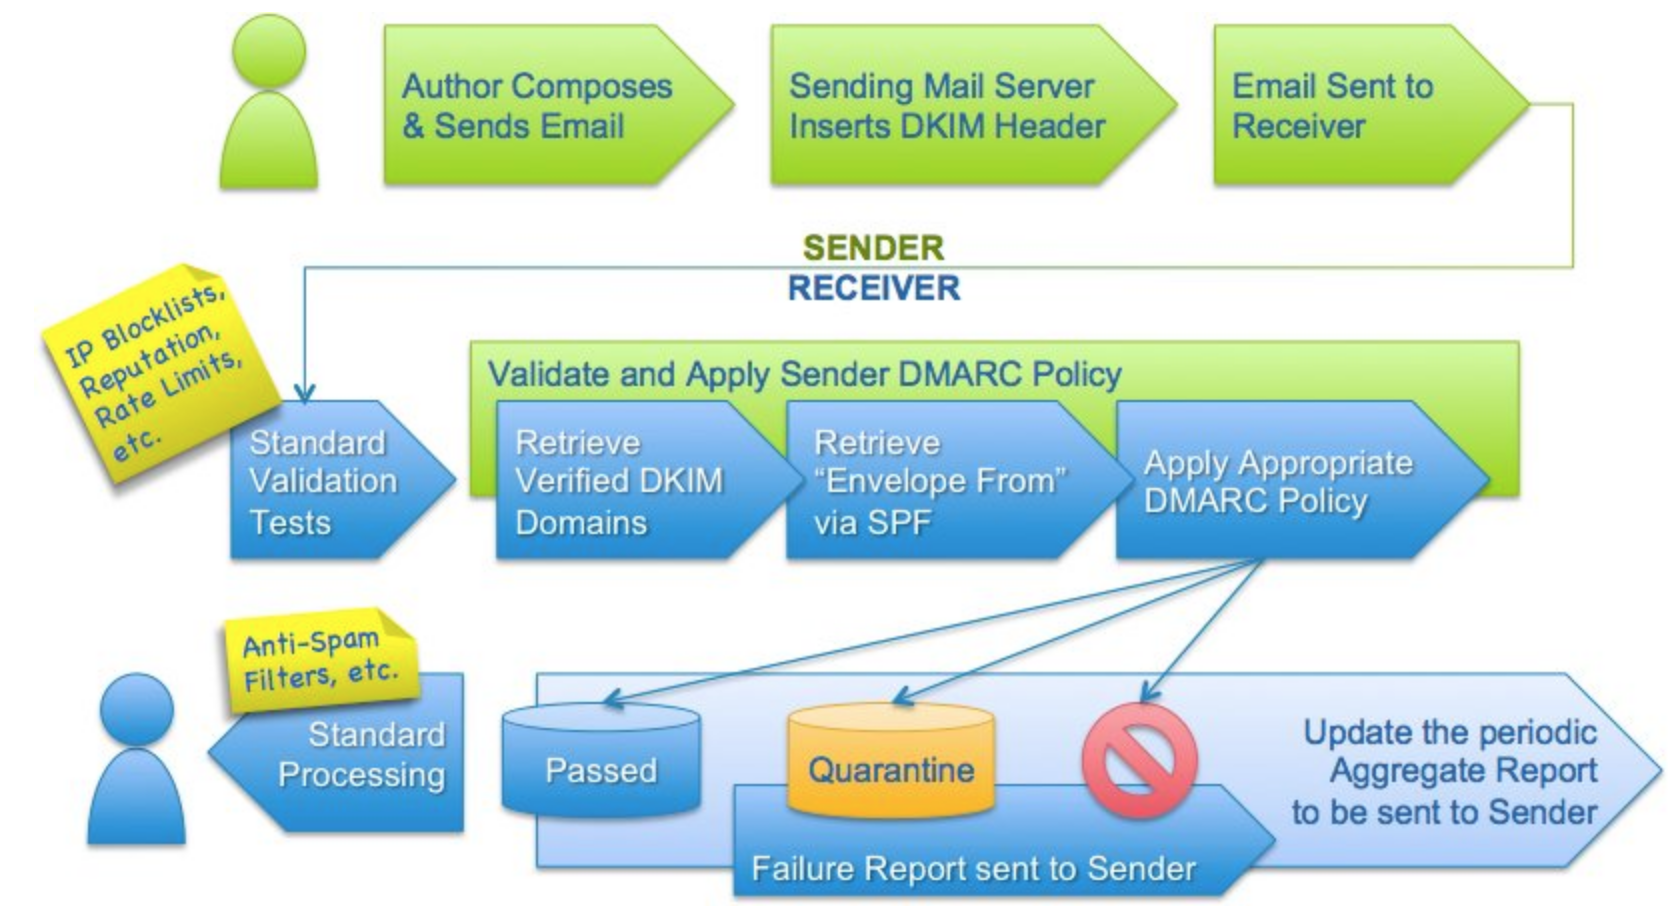 Author Composes
& Sends Email
Sending Mail Server
Inserts DKIM Header
Email Sent to
Receiver
SENDER
RECEIVER
IP Blocklists,
Reputation,
Rate Limits,
etc.
Validate and Apply Sender DMARC Policy
Standard
Validation
Tests
Retrieve
Verified DKIM
Domains
Retrieve
“Envelope From”
via SPF
Apply Appropriate
DMARC Policy
Anti-Spam
Filters, etc.
Standard
Processing
Passed
Quarantine
Update the periodic
Aggregate Report
to be sent to Sender
Failure Report sent to Sender